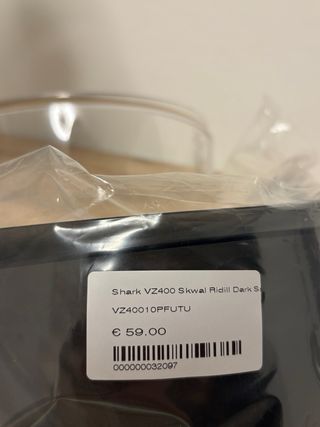 Shark VZ400 Skwal Ridill Dark
VZ40010PFUTU
€ 59.00
000000032097